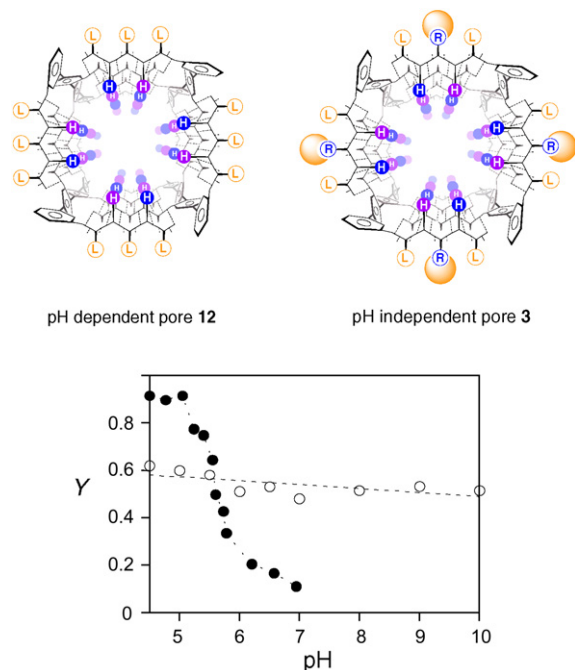 L L L
H H
H H
L L
H H H H
L L
H H H H
L L
H H
H H
L L L
pH dependent pore 12
L R L
H H
H H
L L
H H H H
R R
H H H H
L L
H H
H H
L R L
pH independent pore 3
0.8
0.6
Y
0.4
0.2
0
5 6 7 8 9 10
pH